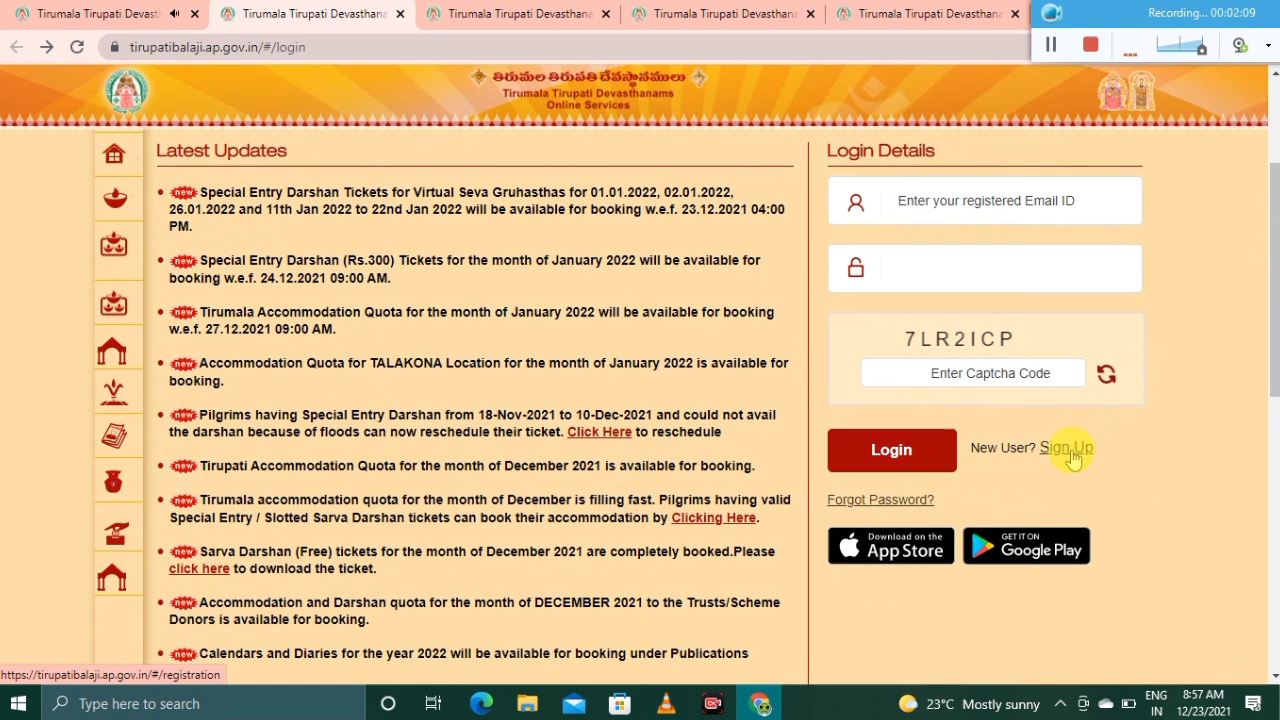 Tirumala Tirupati Devasth
Tirumala Tirupati Devasthana
Tirumala Tirupati Devasthana
Tirumala Tirupati Devasthana
Tirumala Tirupati Devasthana
Recording... 00:02:09
tirupatibalaji.ap.gov.in/#/login
తిరుమల తిరుపతి దేవస్థానములు
Tirumala Tirupati Devasthanams
Online Services
Latest Updates
new Special Entry Darshan Tickets for Virtual Seva Gruhasthas for 01.01.2022, 02.01.2022,
26.01.2022 and 11th Jan 2022 to 22nd Jan 2022 will be available for booking w.e.f. 23.12.2021 04:00
PM.
new Special Entry Darshan (Rs.300) Tickets for the month of January 2022 will be available for
booking w.e.f. 24.12.2021 09:00 AM.
new Tirumala Accommodation Quota for the month of January 2022 will be available for booking
w.e.f. 27.12.2021 09:00 AM.
new Accommodation Quota for TALAKONA Location for the month of January 2022 is available for
booking.
new Pilgrims having Special Entry Darshan from 18-Nov-2021 to 10-Dec-2021 and could not avail
the darshan because of floods can now reschedule their ticket. Click Here to reschedule
new Tirupati Accommodation Quota for the month of December 2021 is available for booking.
new Tirumala accommodation quota for the month of December is filling fast. Pilgrims having valid
Special Entry / Slotted Sarva Darshan tickets can book their accommodation by Clicking Here.
new Sarva Darshan (Free) tickets for the month of December 2021 are completely booked.Please
click here to download the ticket.
new Accommodation and Darshan quota for the month of DECEMBER 2021 to the Trusts/Scheme
Donors is available for booking.
new Calendars and Diaries for the year 2022 will be available for booking under Publications
Login Details
Enter your registered Email ID
7LR2ICP
Enter Captcha Code
Login
New User? Sign Up
Forgot Password?
Download on the
App Store
GET IT ON
Google Play
https://tirupatibalaji.ap.gov.in/#/registration
Type here to search
23°C Mostly sunny
ENG
IN
8:57 AM
12/23/2021